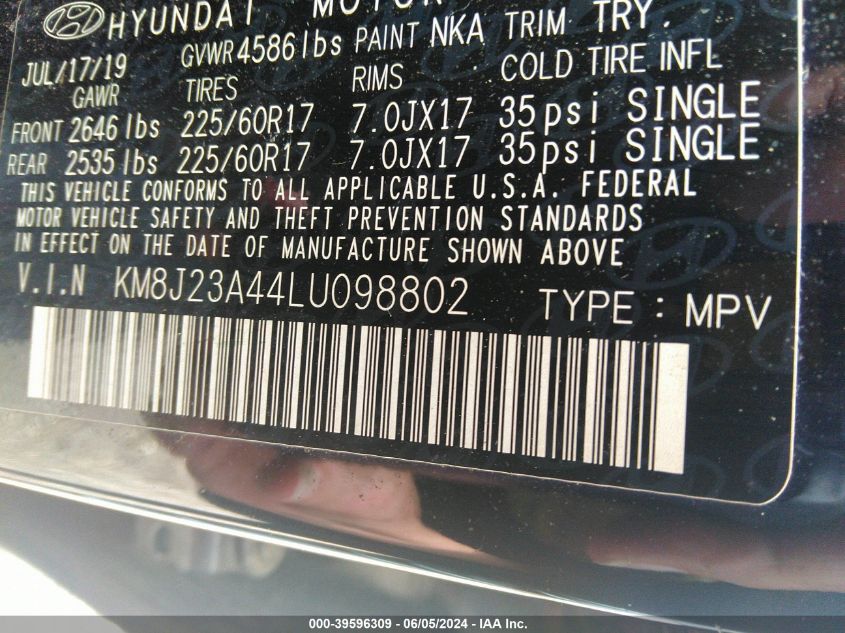 HYUNDAI MOTOR
JUL/17/19 GVWR 4586 lbs PAINT NKA TRIM TRY.
GAWR TIRES RIMS COLD TIRE INFL
FRONT 2646 lbs 225/60R17 7.0JX17 35psi SINGLE
REAR 2535 lbs 225/60R17 7.0JX17 35psi SINGLE
THIS VEHICLE CONFORMS TO ALL APPLICABLE U.S.A. FEDERAL
MOTOR VEHICLE SAFETY AND THEFT PREVENTION STANDARDS
IN EFFECT ON THE DATE OF MANUFACTURE SHOWN ABOVE
V.I.N KM8J23A44LU098802 TYPE : MPV
000-39596309 - 06/05/2024 - IAA Inc.